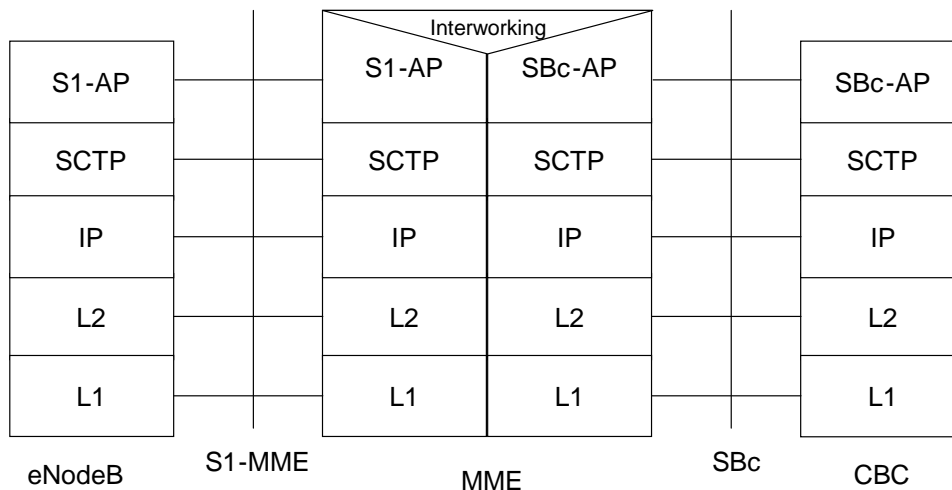 Interworking
S1-AP S1-AP SBc-AP SBc-AP
SCTP SCTP SCTP SCTP
IP IP IP IP
L2 L2 L2 L2
L1 L1 L1 L1
eNodeB S1-MME MME SBc CBC